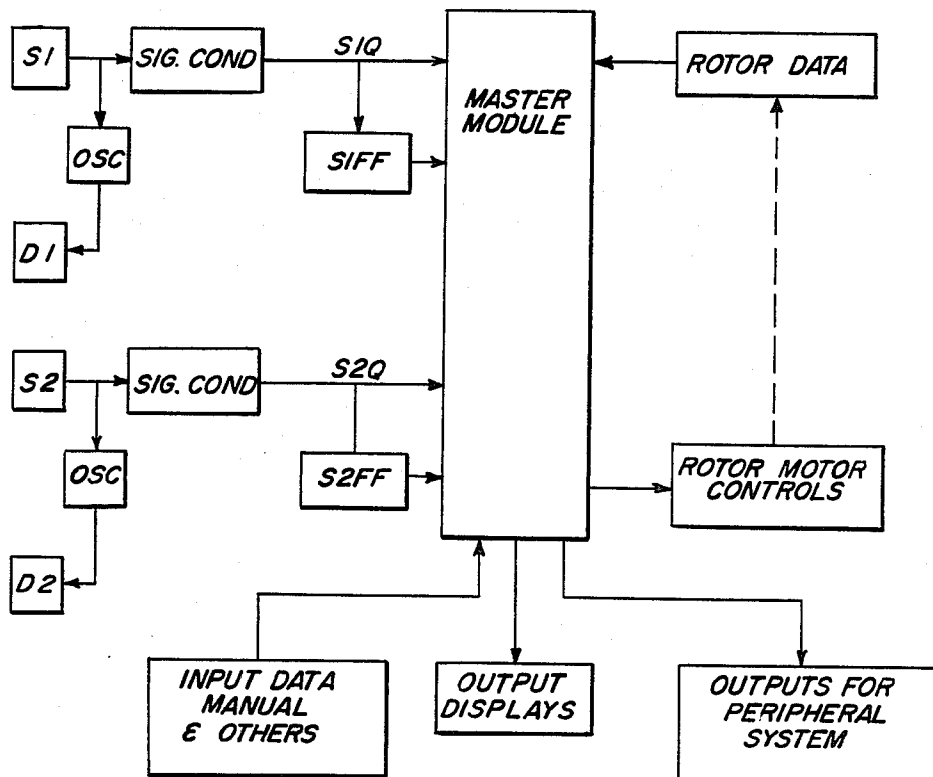 S1
SIG. COND
S1Q
MASTER
MODULE
ROTOR DATA
OSC
S1FF
D1
S2
SIG. COND
S2Q
OSC
S2FF
ROTOR MOTOR
CONTROLS
D2
INPUT DATA
MANUAL
& OTHERS
OUTPUT
DISPLAYS
OUTPUTS FOR
PERIPHERAL
SYSTEM